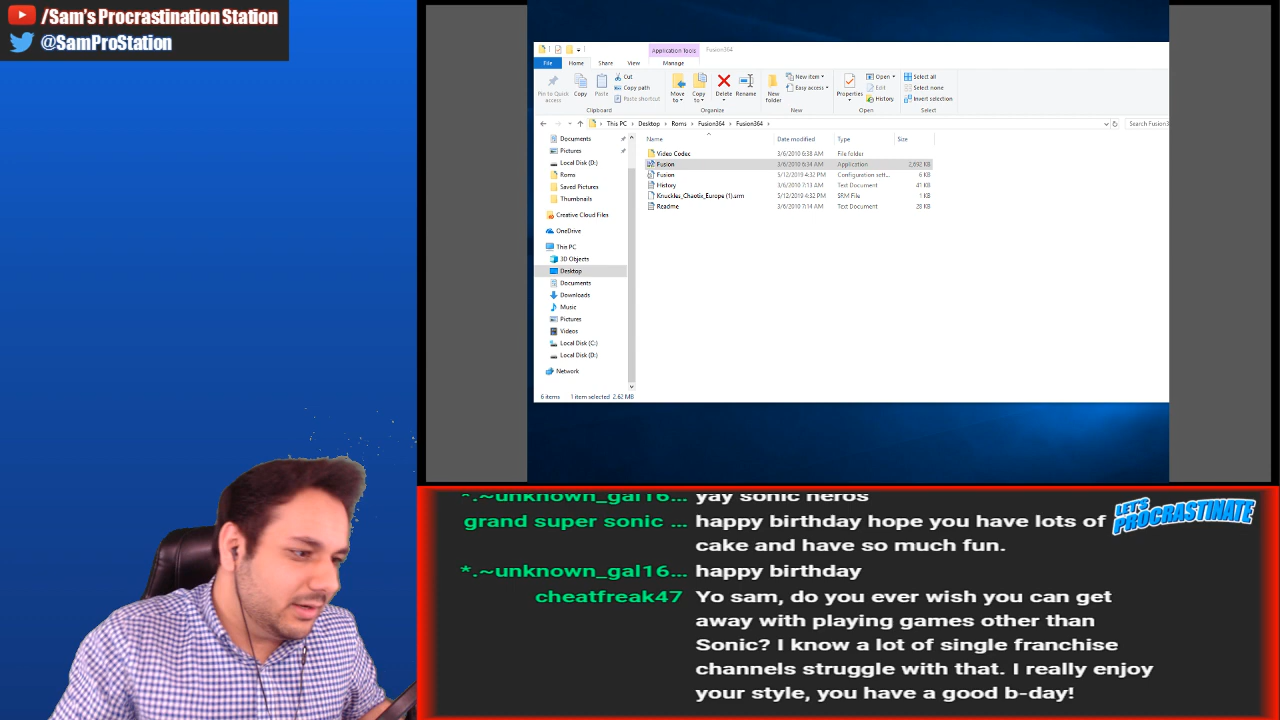 /Sam's Procrastination Station
@SamProStation
Application Tools
Fusion364
File
Home
Share
View
Manage
Pin to Quick access
Copy
Paste
Cut
Copy path
Paste shortcut
Clipboard
Move to
Copy to
Delete
Rename
Organize
New folder
New item
Easy access
New
Properties
Open
Edit
History
Open
Select all
Select none
Invert selection
Select
This PC
Desktop
Roms
Fusion364
Fusion364
Search Fusion3
Documents
Pictures
Local Disk (D:)
Roms
Saved Pictures
Thumbnails
Creative Cloud Files
OneDrive
This PC
3D Objects
Desktop
Documents
Downloads
Music
Pictures
Videos
Local Disk (C:)
Local Disk (D:)
Network
Name
Date modified
Type
Size
Video Codec 3/6/2010 6:38 AM File folder
Fusion 3/6/2010 6:34 AM Application 2,692 KB
Fusion 5/12/2019 4:32 PM Configuration sett... 6 KB
History 3/6/2010 7:13 AM Text Document 41 KB
Knuckles_Chaotix_Europe (1).srm 5/12/2019 4:32 PM SRM File 1 KB
Readme 3/6/2010 7:14 AM Text Document 28 KB
6 items 1 item selected 2.62 MB
*.~unknown_gal16... yay sonic heros
grand super sonic ... happy birthday hope you have lots of
cake and have so much fun.
*.~unknown_gal16... happy birthday
cheatfreak47 Yo sam, do you ever wish you can get
away with playing games other than
Sonic? I know a lot of single franchise
channels struggle with that. I really enjoy
your style, you have a good b-day!
LET'S
PROCRASTINATE